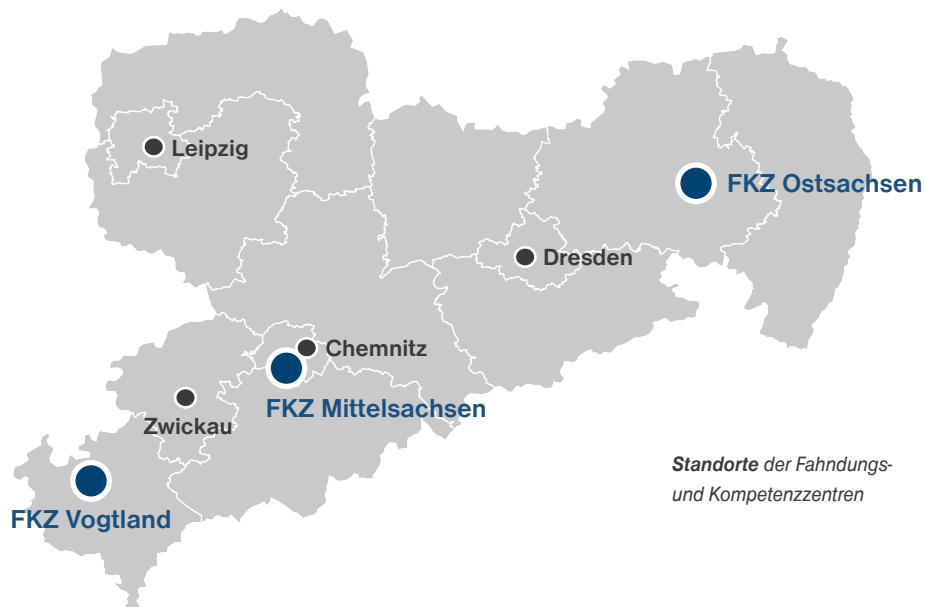 Leipzig
FKZ Ostsachsen
Dresden
Chemnitz
FKZ Mittelsachsen
Zwickau
Standorte der Fahndungs-
und Kompetenzzentren
FKZ Vogtland